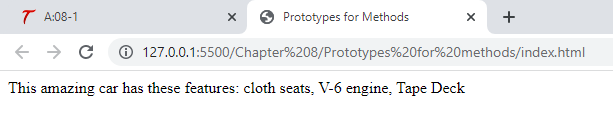 A:08-1
Prototypes for Methods
127.0.0.1:5500/Chapter%208/Prototypes%20for%20methods/index.html
This amazing car has these features: cloth seats, V-6 engine, Tape Deck